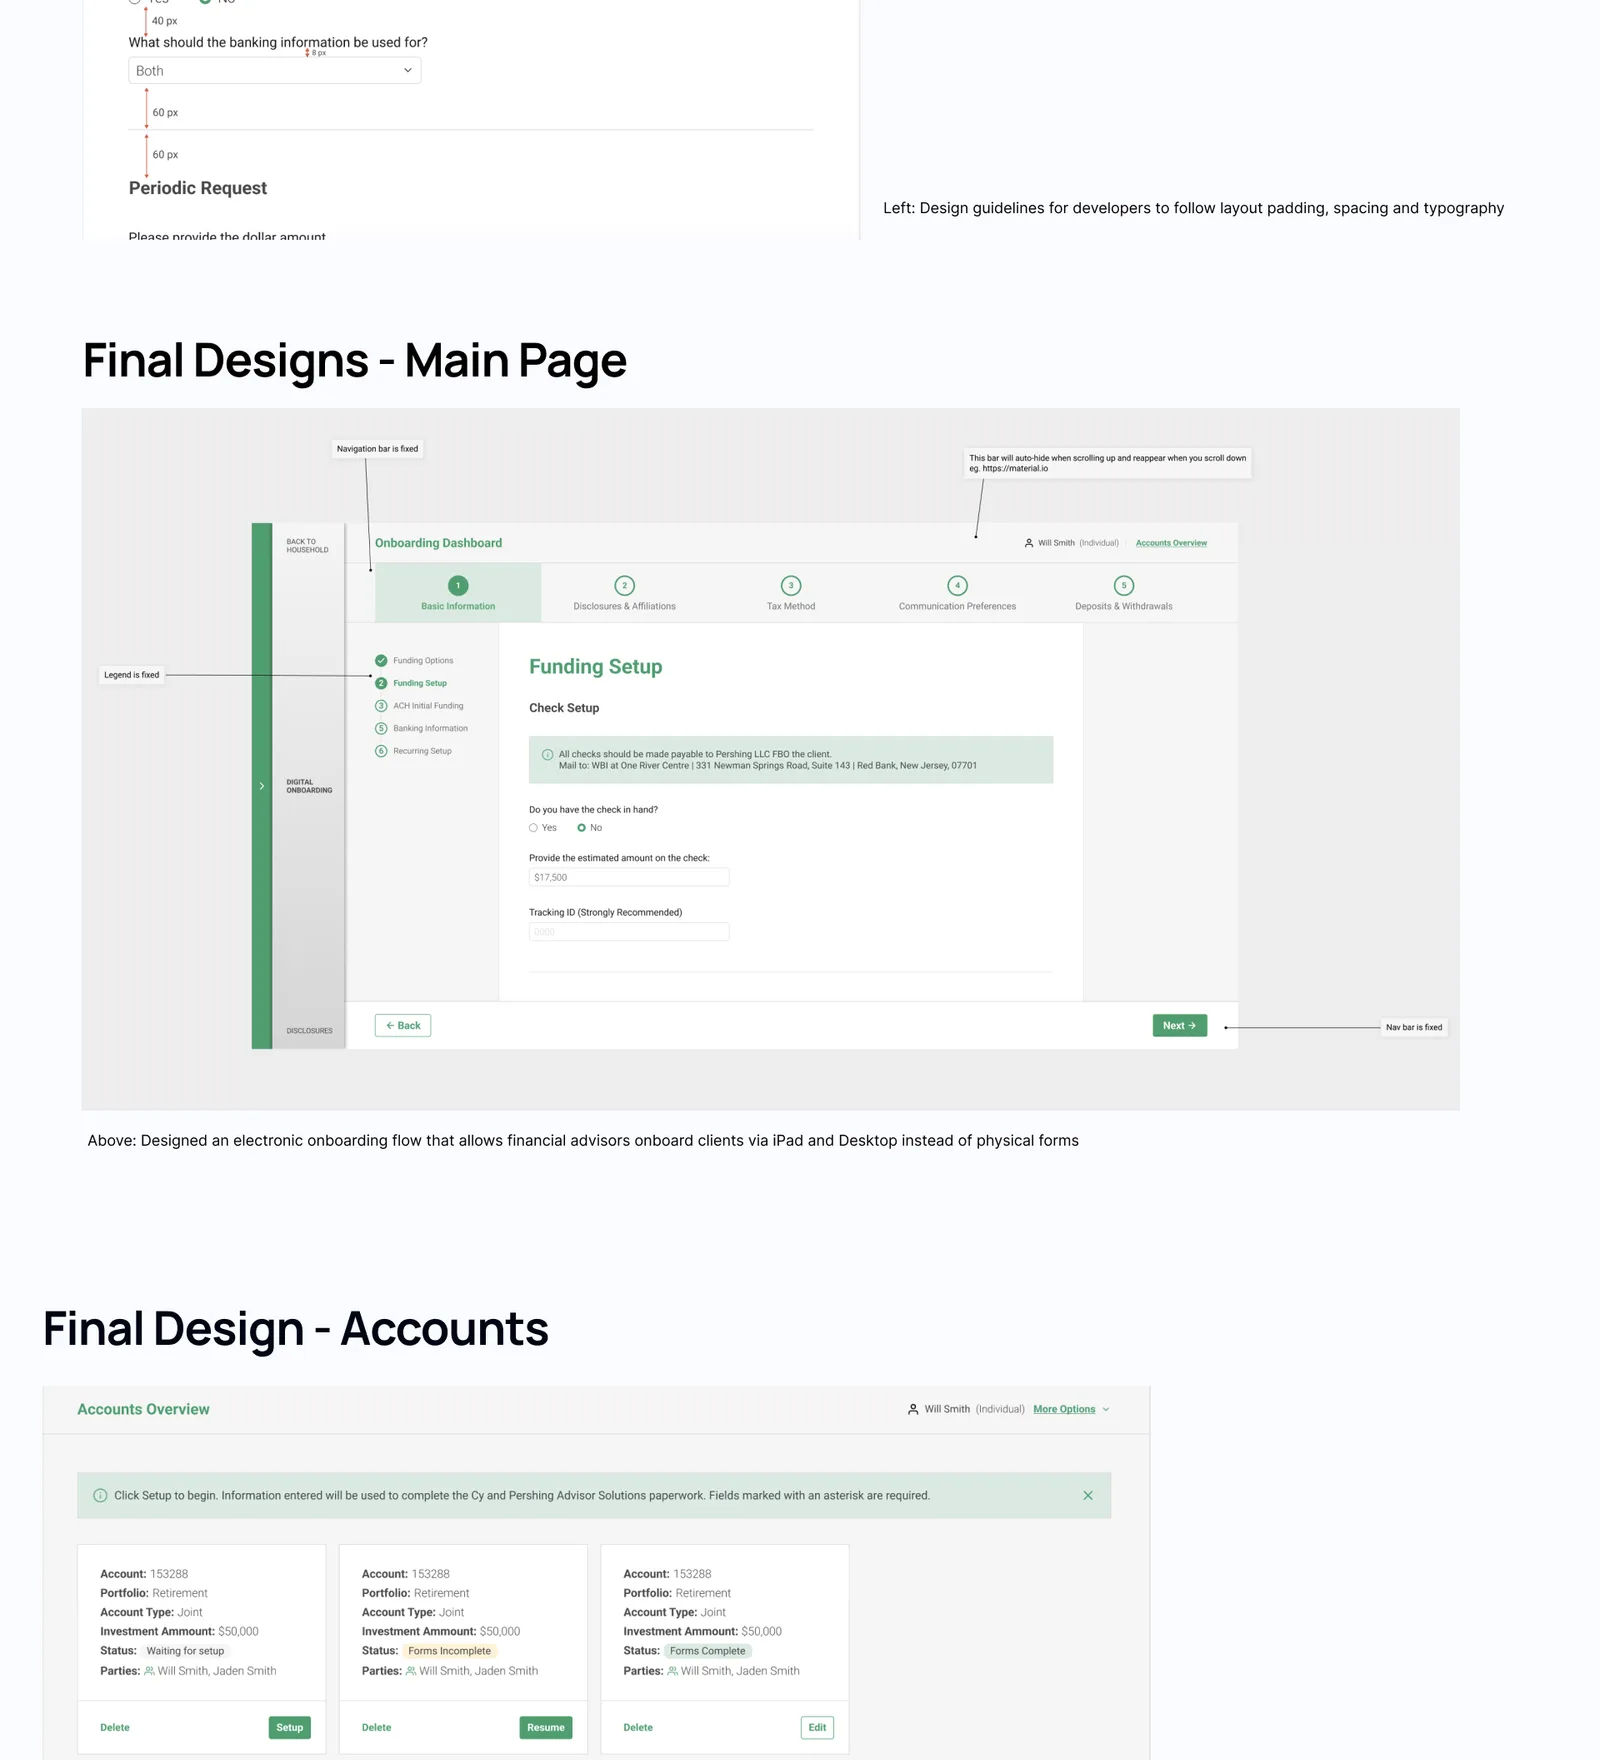 40 px
What should the banking information be used for?
8 px
Both
60 px
60 px
Periodic Request
Please provide the dollar amount
Left: Design guidelines for developers to follow layout padding, spacing and typography
Final Designs - Main Page
Navigation bar is fixed
This bar will auto-hide when scrolling up and reappear when you scroll down
eg. https://material.io
BACK TO
HOUSEHOLD
Onboarding Dashboard
Will Smith (Individual)
Accounts Overview
1
Basic Information
2
Disclosures & Affiliations
3
Tax Method
4
Communication Preferences
5
Deposits & Withdrawals
Legend is fixed
Funding Options
2 Funding Setup
3 ACH Initial Funding
5 Banking Information
6 Recurring Setup
DIGITAL
ONBOARDING
DISCLOSURES
Funding Setup
Check Setup
All checks should be made payable to Pershing LLC FBO the client.
Mail to: WBI at One River Centre | 331 Newman Springs Road, Suite 143 | Red Bank, New Jersey, 07701
Do you have the check in hand?
Yes No
Provide the estimated amount on the check:
$17,500
Tracking ID (Strongly Recommended)
0000
← Back
Next →
Nav bar is fixed
Above: Designed an electronic onboarding flow that allows financial advisors onboard clients via iPad and Desktop instead of physical forms
Final Design - Accounts
Accounts Overview
Will Smith (Individual) More Options
Click Setup to begin. Information entered will be used to complete the Cy and Pershing Advisor Solutions paperwork. Fields marked with an asterisk are required.
Account: 153288
Portfolio: Retirement
Account Type: Joint
Investment Ammount: $50,000
Status: Waiting for setup
Parties: Will Smith, Jaden Smith
Delete
Setup
Account: 153288
Portfolio: Retirement
Account Type: Joint
Investment Ammount: $50,000
Status: Forms Incomplete
Parties: Will Smith, Jaden Smith
Delete
Resume
Account: 153288
Portfolio: Retirement
Account Type: Joint
Investment Ammount: $50,000
Status: Forms Complete
Parties: Will Smith, Jaden Smith
Delete
Edit